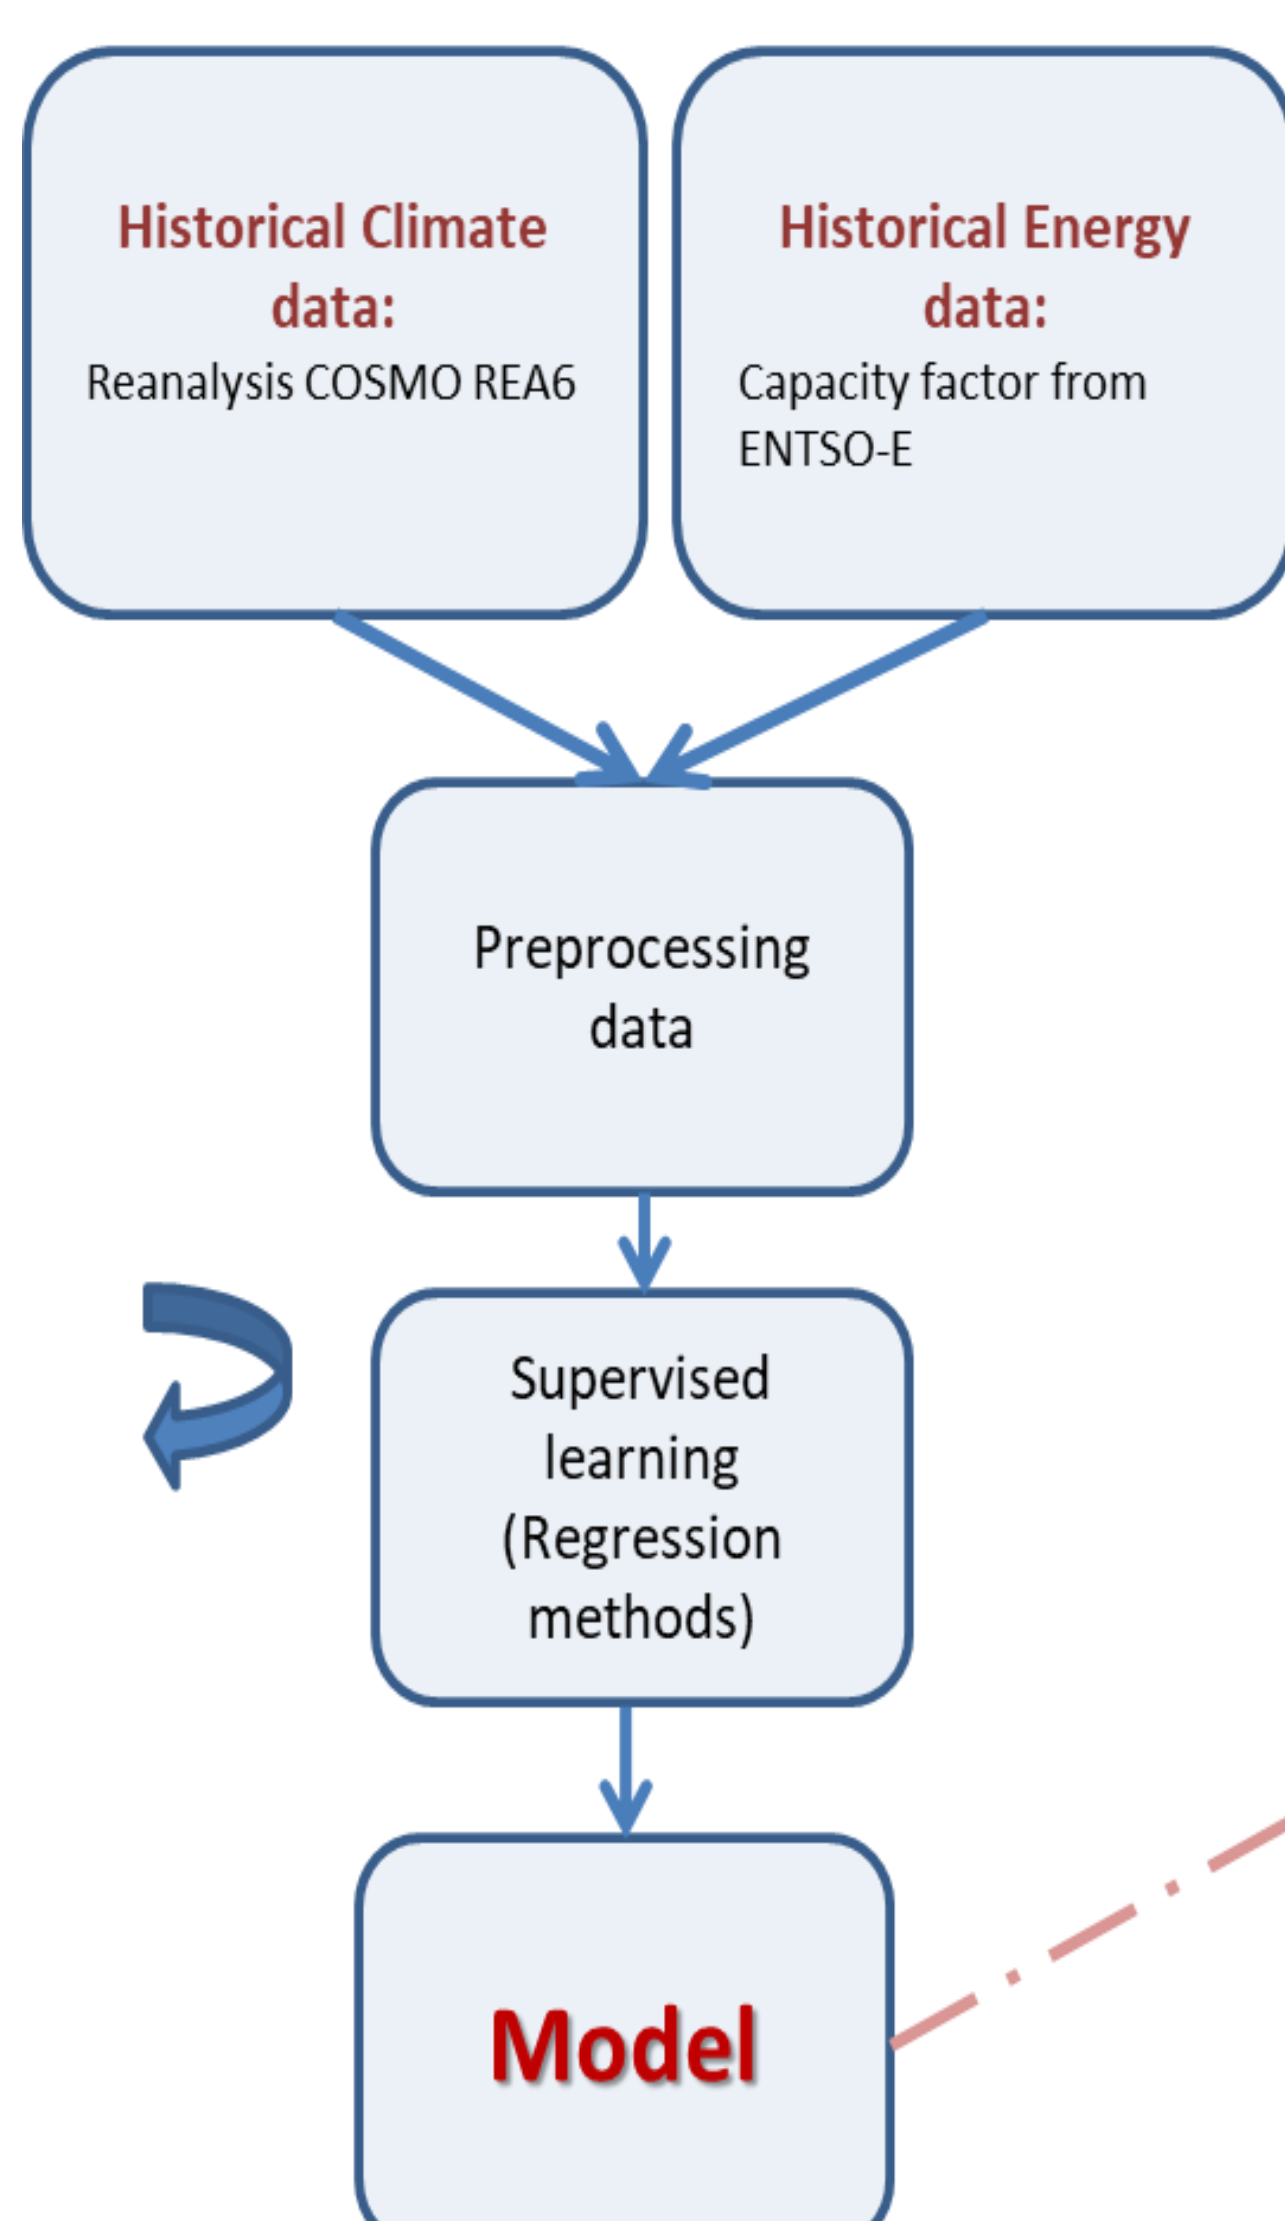 Historical Climate
data:
Reanalysis COSMO REA6
Historical Energy
data:
Capacity factor from
ENTSO-E
Preprocessing
data
Supervised
learning
(Regression
methods)
Model